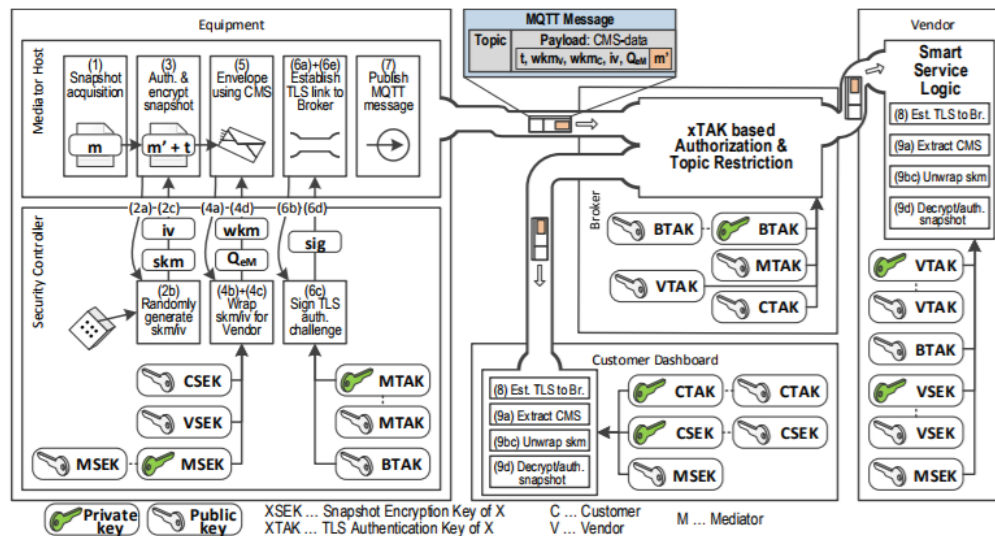 Equipment
Mediator Host
(1)
Snapshot
acquisition
m
(3)
Auth. &
encrypt
snapshot
m' + t
(5)
Envelope
using CMS
(6a)+(6e)
Establish
TLS link to
Broker
(7)
Publish
MQTT
message
MQTT Message
Topic
Payload: CMS-data
t, wkmV, wkmC, iv, QeM
m'
Security Controller
(2a)-(2c)
iv
skm
(2b)
Randomly
generate
skm/iv
(4a)-(4d)
wkm
QeM
(4b)+(4c)
Wrap
skm/iv for
Vendor
(6b) (6d)
sig
(6c)
Sign TLS
auth.
challenge
CSEK
VSEK
MSEK
MSEK
MTAK
MTAK
BTAK
Broker
xTAK based
Authorization &
Topic Restriction
BTAK
BTAK
MTAK
VTAK
CTAK
Customer Dashboard
(8) Est. TLS to Br.
(9a) Extract CMS
(9bc) Unwrap skm
(9d) Decrypt/auth.
snapshot
CTAK
CTAK
CSEK
CSEK
MSEK
Vendor
Smart
Service
Logic
(8) Est. TLS to Br.
(9a) Extract CMS
(9bc) Unwrap skm
(9d) Decrypt/auth.
snapshot
VTAK
VTAK
BTAK
VSEK
VSEK
MSEK
Private
key
Public
key
XSEK ... Snapshot Encryption Key of X
XTAK ... TLS Authentication Key of X
C ... Customer
V ... Vendor
M ... Mediator